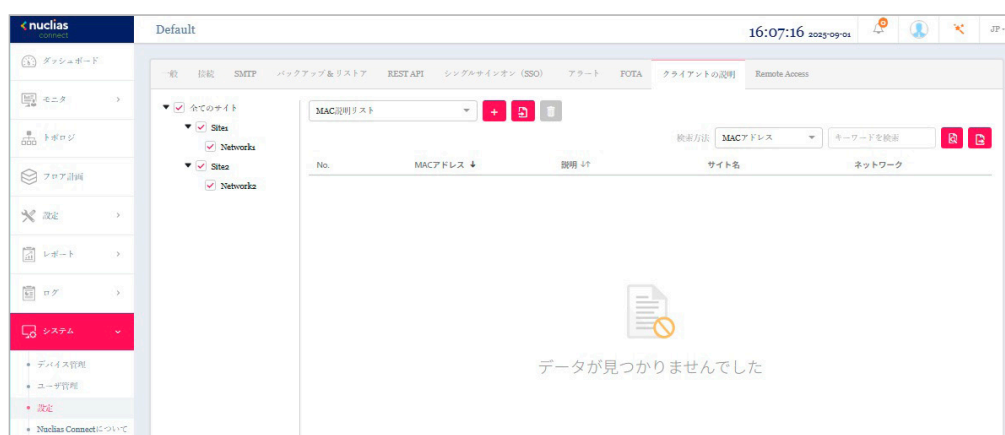 nuclias
connect
Default
16:07:16 2025-09-01
JP
ダッシュボード
モニタ
トポロジ
フロア計画
設定
レポート
ログ
システム
デバイス管理
ユーザ管理
設定
Nuclias Connectについて
一般 接続 SMTP バックアップ&リストア REST API シングルサインオン (SSO) アラート FOTA クライアントの説明 Remote Access
全てのサイト
Site1
Network1
Site2
Network2
MAC説明リスト
検索方法 MACアドレス キーワードを検索
No. MACアドレス 説明 サイト名 ネットワーク
データが見つかりませんでした